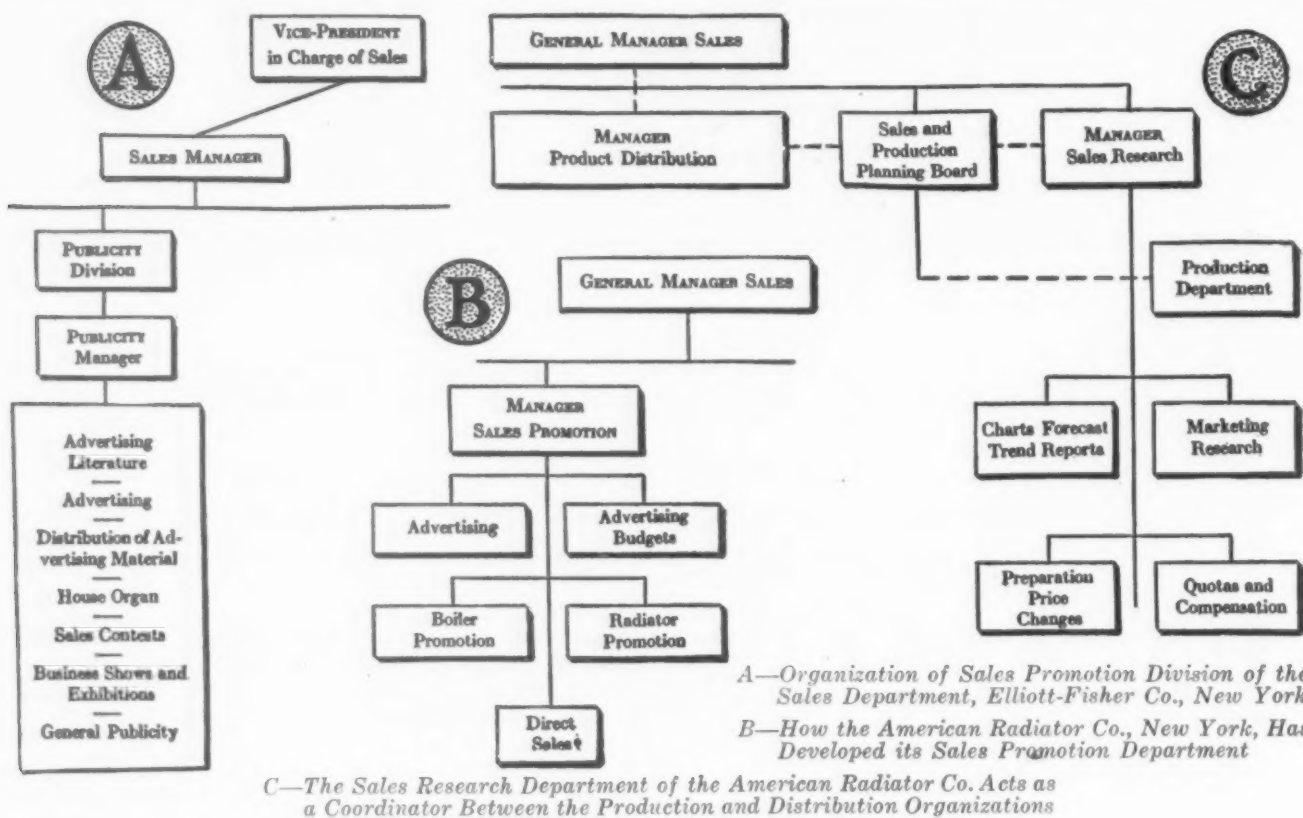 A
VICE-PRESIDENT
in Charge of Sales
SALES MANAGER
PUBLICITY
Division
PUBLICITY
Manager
Advertising
Literature
Advertising
Distribution of Ad-
vertising Material
House Organ
Sales Contests
Business Shows and
Exhibitions
General Publicity
B
GENERAL MANAGER SALES
MANAGER
SALES PROMOTION
Advertising
Advertising
Budgets
Boiler
Promotion
Radiator
Promotion
Direct
Sales
C
GENERAL MANAGER SALES
MANAGER
Product Distribution
Sales and
Production
Planning Board
MANAGER
Sales Research
Production
Department
Charts Forecast
Trend Reports
Marketing
Research
Preparation
Price
Changes
Quotas and
Compensation
A—Organization of Sales Promotion Division of the
Sales Department, Elliott-Fisher Co., New York
B—How the American Radiator Co., New York, Has
Developed its Sales Promotion Department
C—The Sales Research Department of the American Radiator Co. Acts as
a Coordinator Between the Production and Distribution Organizations